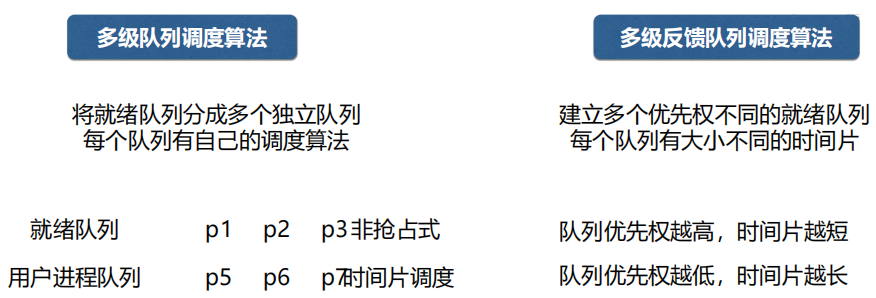 多级队列调度算法
将就绪队列分成多个独立队列
每个队列有自己的调度算法
就绪队列 p1 p2 p3非抢占式
用户进程队列 p5 p6 p7时间片调度
多级反馈队列调度算法
建立多个优先权不同的就绪队列
每个队列有大小不同的时间片
队列优先权越高，时间片越短
队列优先权越低，时间片越长